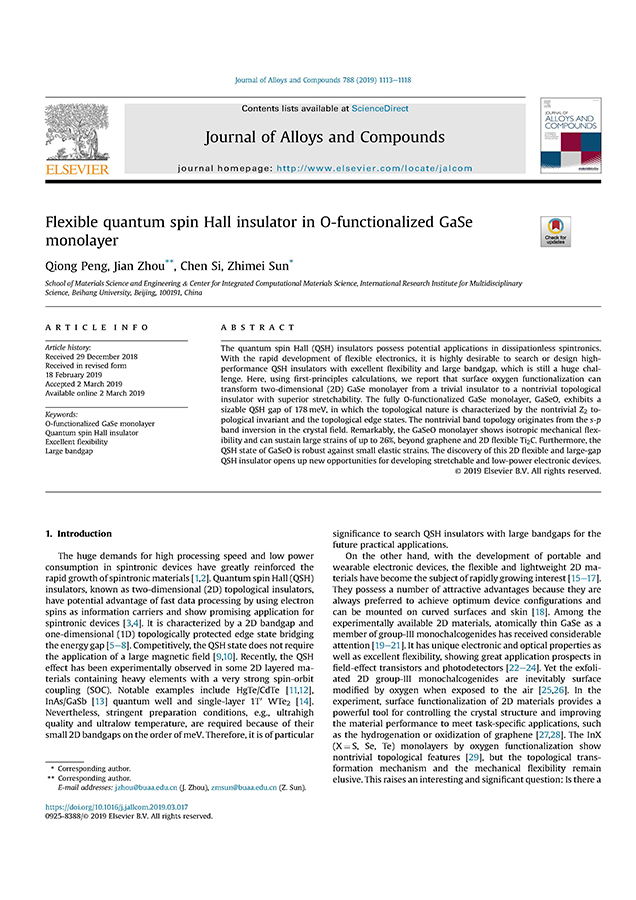 Journal of Alloys and Compounds 788 (2019) 1113–1118
Contents lists available at ScienceDirect
Journal of Alloys and Compounds
journal homepage: http://www.elsevier.com/locate/jalcom
ELSEVIER
JOURNAL OF
ALLOYS AND
COMPOUNDS
Flexible quantum spin Hall insulator in O-functionalized GaSe
monolayer
Check for
updates
Qiong Peng, Jian Zhou**, Chen Si, Zhimei Sun*
School of Materials Science and Engineering & Center for Integrated Computational Materials Science, International Research Institute for Multidisciplinary
Science, Beihang University, Beijing, 100191, China
ARTICLE INFO
Article history:
Received 29 December 2018
Received in revised form
18 February 2019
Accepted 2 March 2019
Available online 2 March 2019
Keywords:
O-functionalized GaSe monolayer
Quantum spin Hall insulator
Excellent flexibility
Large bandgap
ABSTRACT
The quantum spin Hall (QSH) insulators possess potential applications in dissipationless spintronics.
With the rapid development of flexible electronics, it is highly desirable to search or design high-
performance QSH insulators with excellent flexibility and large bandgap, which is still a huge chal-
lenge. Here, using first-principles calculations, we report that surface oxygen functionalization can
transform two-dimensional (2D) GaSe monolayer from a trivial insulator to a nontrivial topological
insulator with superior stretchability. The fully O-functionalized GaSe monolayer, GaSeO, exhibits a
sizable QSH gap of 178 meV, in which the topological nature is characterized by the nontrivial Z2 to-
pological invariant and the topological edge states. The nontrivial band topology originates from the s-p
band inversion in the crystal field. Remarkably, the GaSeO monolayer shows isotropic mechanical flex-
ibility and can sustain large strains of up to 26%, beyond graphene and 2D flexible Ti2C. Furthermore, the
QSH state of GaSeO is robust against small elastic strains. The discovery of this 2D flexible and large-gap
QSH insulator opens up new opportunities for developing stretchable and low-power electronic devices.
© 2019 Elsevier B.V. All rights reserved.
1. Introduction
The huge demands for high processing speed and low power
consumption in spintronic devices have greatly reinforced the
rapid growth of spintronic materials [1,2]. Quantum spin Hall (QSH)
insulators, known as two-dimensional (2D) topological insulators,
have potential advantage of fast data processing by using electron
spins as information carriers and show promising application for
spintronic devices [3,4]. It is characterized by a 2D bandgap and
one-dimensional (1D) topologically protected edge state bridging
the energy gap [5–8]. Competitively, the QSH state does not require
the application of a large magnetic field [9,10]. Recently, the QSH
effect has been experimentally observed in some 2D layered ma-
terials containing heavy elements with a very strong spin-orbit
coupling (SOC). Notable examples include HgTe/CdTe [11,12],
InAs/GaSb [13] quantum well and single-layer 1T' WTe2 [14].
Nevertheless, stringent preparation conditions, e.g., ultrahigh
quality and ultralow temperature, are required because of their
small 2D bandgaps on the order of meV. Therefore, it is of particular
significance to search QSH insulators with large bandgaps for the
future practical applications.
On the other hand, with the development of portable and
wearable electronic devices, the flexible and lightweight 2D ma-
terials have become the subject of rapidly growing interest [15–17].
They possess a number of attractive advantages because they are
always preferred to achieve optimum device configurations and
can be mounted on curved surfaces and skin [18]. Among the
experimentally available 2D materials, atomically thin GaSe as a
member of group-III monochalcogenides has received considerable
attention [19–21]. It has unique electronic and optical properties as
well as excellent flexibility, showing great application prospects in
field-effect transistors and photodetectors [22–24]. Yet the exfoli-
ated 2D group-III monochalcogenides are inevitably surface
modified by oxygen when exposed to the air [25,26]. In the
experiment, surface functionalization of 2D materials provides a
powerful tool for controlling the crystal structure and improving
the material performance to meet task-specific applications, such
as the hydrogenation or oxidization of graphene [27,28]. The InX
(X = S, Se, Te) monolayers by oxygen functionalization show
nontrivial topological features [29], but the topological trans-
formation mechanism and the mechanical flexibility remain
elusive. This raises an interesting and significant question: Is there a
* Corresponding author.
** Corresponding author.
E-mail addresses: jzhou@buaa.edu.cn (J. Zhou), zmsun@buaa.edu.cn (Z. Sun).
https://doi.org/10.1016/j.jallcom.2019.03.017
0925-8388/© 2019 Elsevier B.V. All rights reserved.